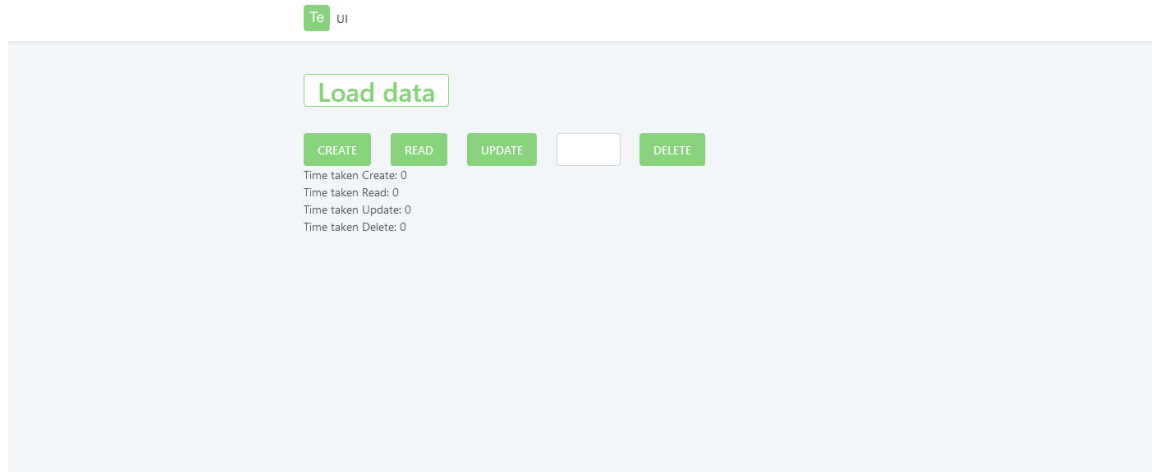 Te UI
Load data
CREATE READ UPDATE DELETE
Time taken Create: 0
Time taken Read: 0
Time taken Update: 0
Time taken Delete: 0